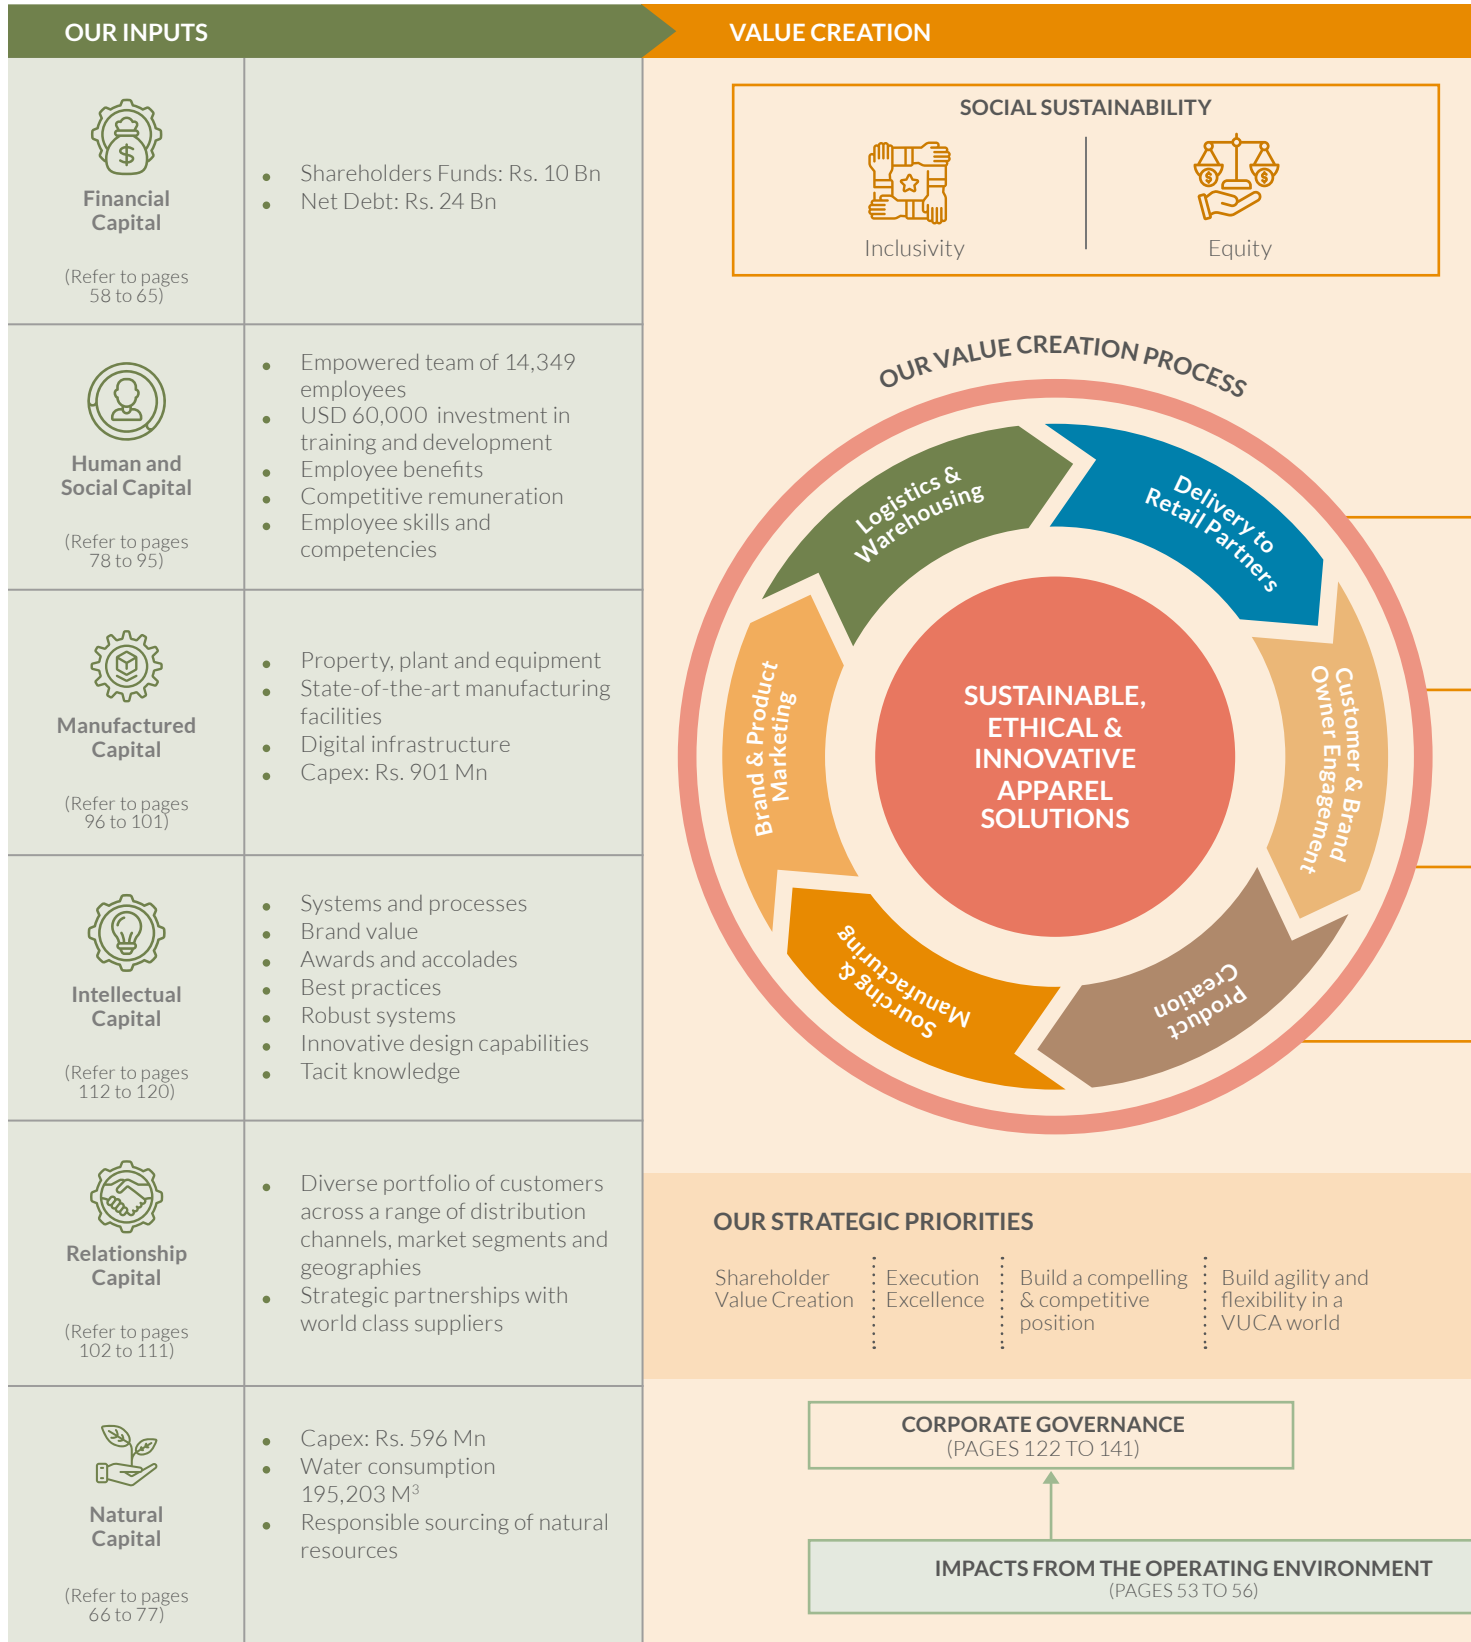 OUR INPUTS
VALUE CREATION
Financial
Capital
(Refer to pages
58 to 65)
Shareholders Funds: Rs. 10 Bn
Net Debt: Rs. 24 Bn
Human and
Social Capital
(Refer to pages
78 to 95)
Empowered team of 14,349
employees
USD 60,000 investment in
training and development
Employee benefits
Competitive remuneration
Employee skills and
competencies
Manufactured
Capital
(Refer to pages
96 to 101)
Property, plant and equipment
State-of-the-art manufacturing
facilities
Digital infrastructure
Capex: Rs. 901 Mn
Intellectual
Capital
(Refer to pages
112 to 120)
Systems and processes
Brand value
Awards and accolades
Best practices
Robust systems
Innovative design capabilities
Tacit knowledge
Relationship
Capital
(Refer to pages
102 to 111)
Diverse portfolio of customers
across a range of distribution
channels, market segments and
geographies
Strategic partnerships with
world class suppliers
Natural
Capital
(Refer to pages
66 to 77)
Capex: Rs. 596 Mn
Water consumption
195,203 M³
Responsible sourcing of natural
resources
SOCIAL SUSTAINABILITY
Inclusivity
Equity
OUR VALUE CREATION PROCESS
Logistics &
Warehousing
Delivery to
Retail Partners
Customer & Brand
Owner Engagement
Product
Creation
Sourcing &
Manufacturing
Brand & Product
Marketing
SUSTAINABLE,
ETHICAL &
INNOVATIVE
APPAREL
SOLUTIONS
OUR STRATEGIC PRIORITIES
Shareholder
Value Creation
Execution
Excellence
Build a compelling
& competitive
position
Build agility and
flexibility in a
VUCA world
CORPORATE GOVERNANCE
(PAGES 122 TO 141)
IMPACTS FROM THE OPERATING ENVIRONMENT
(PAGES 53 TO 56)